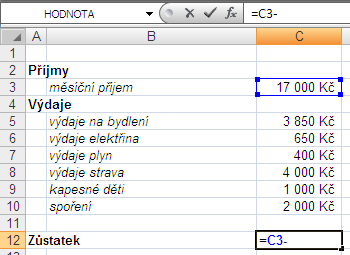 HODNOTA fx =C3-
A B C
1
2 Příjmy
3 měsíční příjem 17 000 Kč
4 Výdaje
5 výdaje na bydlení 3 850 Kč
6 výdaje elektřina 650 Kč
7 výdaje plyn 400 Kč
8 výdaje strava 4 000 Kč
9 kapesné děti 1 000 Kč
10 spoření 2 000 Kč
11
12 Zůstatek =C3-